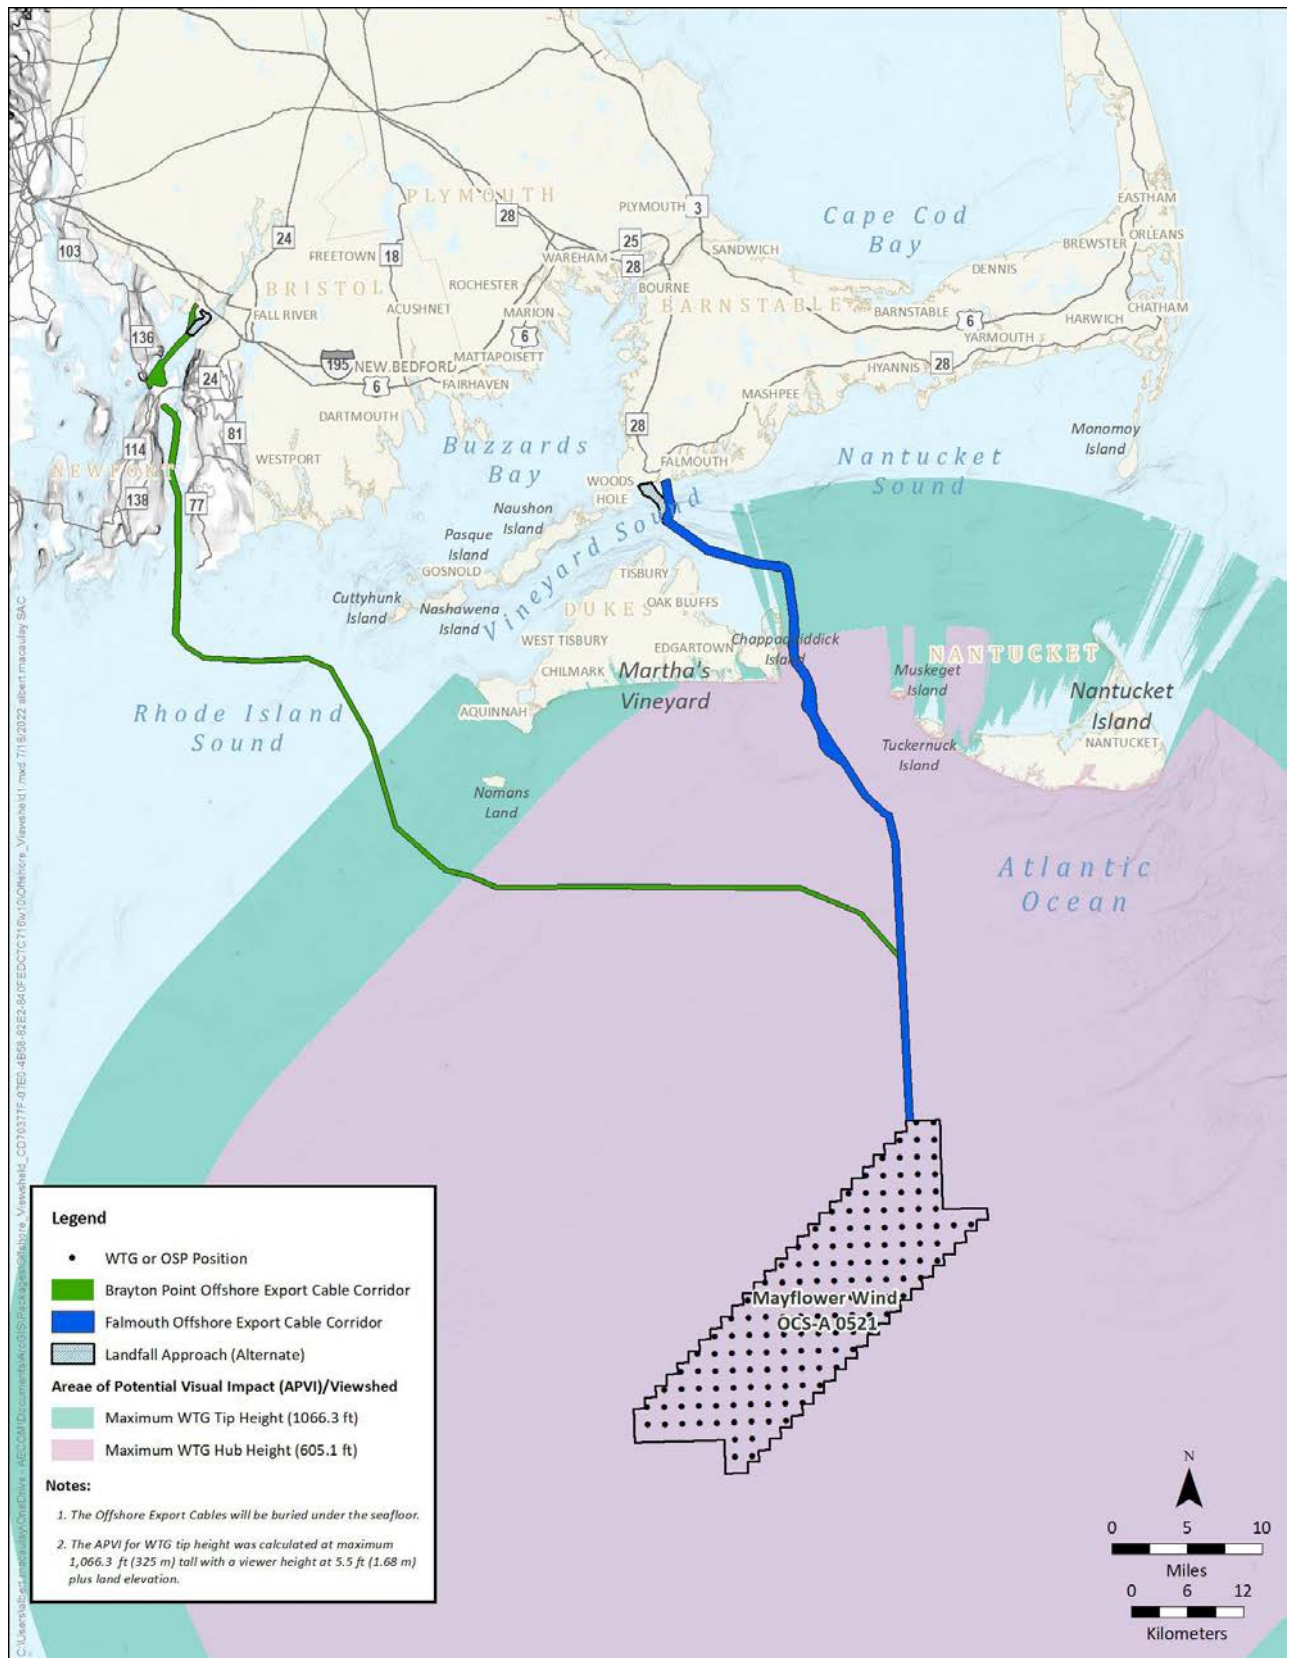 Cape Cod
Bay
PLYMOUTH
PLYMOUTH
3
28
25
28
24
18
103
FREETOWN
WAREHAM
SANDWICH
EASTHAM
ORLEANS
BREWSTER
DENNIS
BRISTOL
ROCHESTER
BOURNE
BARNSTABLE
BARNSTABLE
6
HARWICH
CHATHAM
YARMOUTH
FALL RIVER
ACUSHNET
MARION
6
136
195
NEW BEDFORD
MATTAPOISETT
6
FAIRHAVEN
24
HYANNIS
28
MASHPEE
DARTMOUTH
28
81
114
WESTPORT
Buzzards
Bay
FALMOUTH
Monomoy
Island
Nantucket
Sound
NEWPORT
138
77
WOODS
HOLE
Naushon
Island
Pasque
Island
GOSNOLD
Vineyard Sound
Cuttyhunk
Island
Nashawena
Island
TISBURY
DUKES
OAK BLUFFS
WEST TISBURY
EDGARTOWN
Chappaquiddick
Island
CHILMARK
Martha's
Vineyard
AQUINNAH
NANTUCKET
Muskeget
Island
Nantucket
Island
NANTUCKET
Tuckernuck
Island
Rhode Island
Sound
Nomans
Land
Atlantic
Ocean
Mayflower Wind
OCS-A 0521
Legend
WTG or OSP Position
Brayton Point Offshore Export Cable Corridor
Falmouth Offshore Export Cable Corridor
Landfall Approach (Alternate)
Areae of Potential Visual Impact (APVI)/Viewshed
Maximum WTG Tip Height (1066.3 ft)
Maximum WTG Hub Height (605.1 ft)
Notes:
1. The Offshore Export Cables will be buried under the seafloor.
2. The APVI for WTG tip height was calculated at maximum
1,066.3 ft (325 m) tall with a viewer height at 5.5 ft (1.68 m)
plus land elevation.
N
0 5 10
Miles
0 6 12
Kilometers